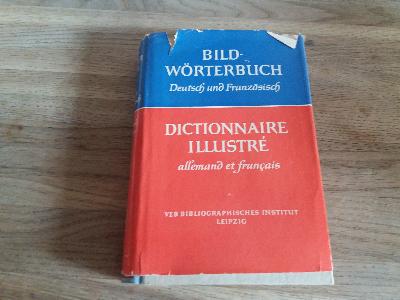 BILD-
WÖRTERBUCH
Deutsch und Französisch
DICTIONNAIRE
ILLUSTRÉ
allemand et français
VEB BIBLIOGRAPHISCHES INSTITUT
LEIPZIG